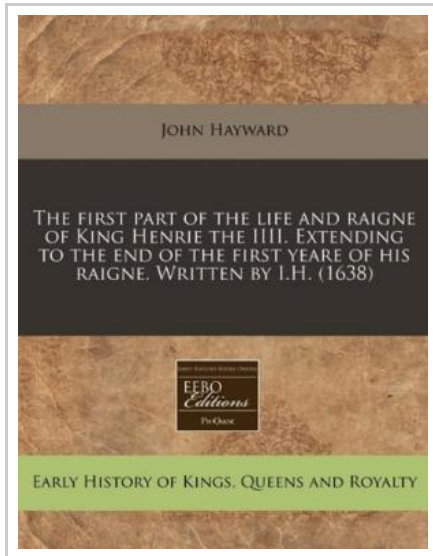 John Hayward
The first part of the life and raigne
of King Henrie the IIII. Extending
to the end of the first yeare of his
raigne. Written by I.H. (1638)
EEBO
Editions
ProQuest
Early History of Kings, Queens and Royalty